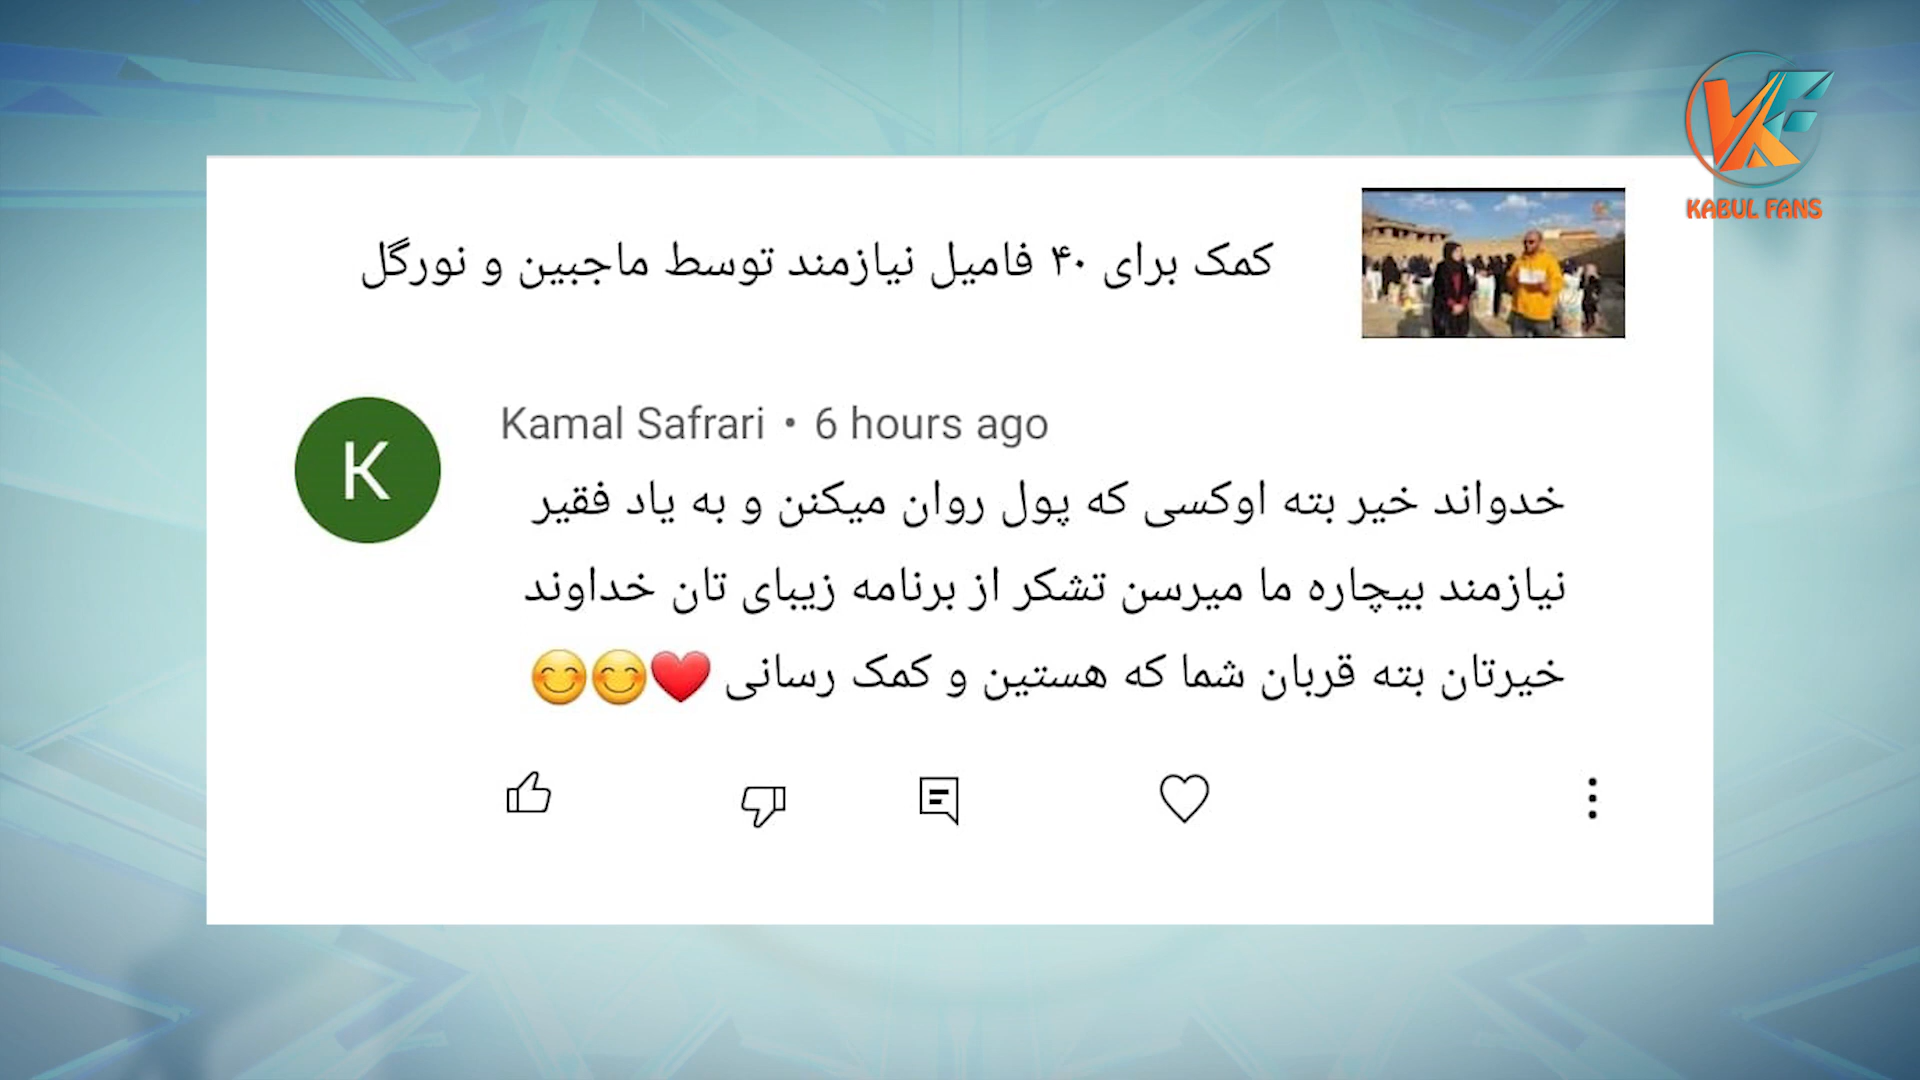 KABUL FANS
کمک برای ۴۰ فامیل نیازمند توسط ماجبین و نورگل
K
Kamal Safrari • 6 hours ago
خدواند خیر بته اوکسی که پول روان میکنن و به یاد فقیر
نیازمند بیچاره ما میرسن تشکر از برنامه زیبای تان خداوند
خیرتان بته قربان شما که هستین و کمک رسانی ❤️😊😊